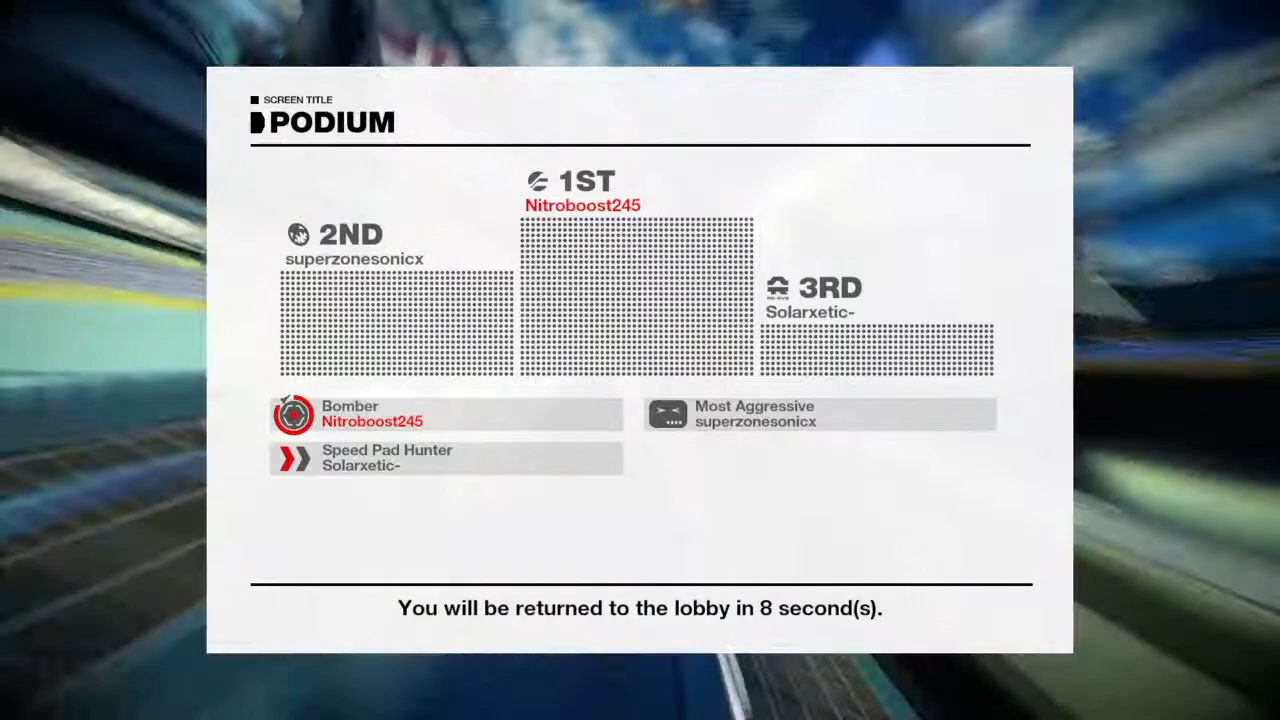 SCREEN TITLE
PODIUM
1ST
Nitroboost245
2ND
superzonesonicx
3RD
Solarxetic-
Bomber
Nitroboost245
Most Aggressive
superzonesonicx
Speed Pad Hunter
Solarxetic-
You will be returned to the lobby in 8 second(s).